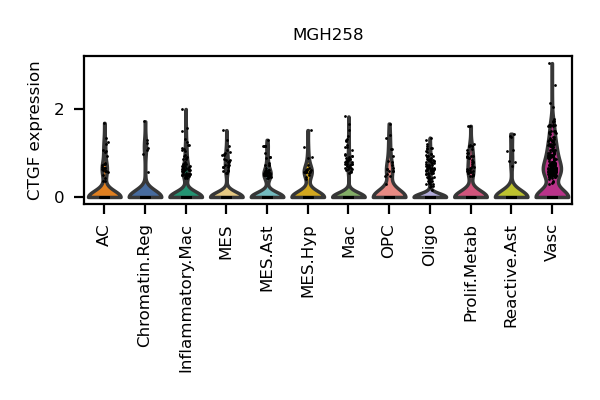 MGH258
CTGF expression
2
0
AC
Chromatin.Reg
Inflammatory.Mac
MES
MES.Ast
MES.Hyp
Mac
OPC
Oligo
Prolif.Metab
Reactive.Ast
Vasc